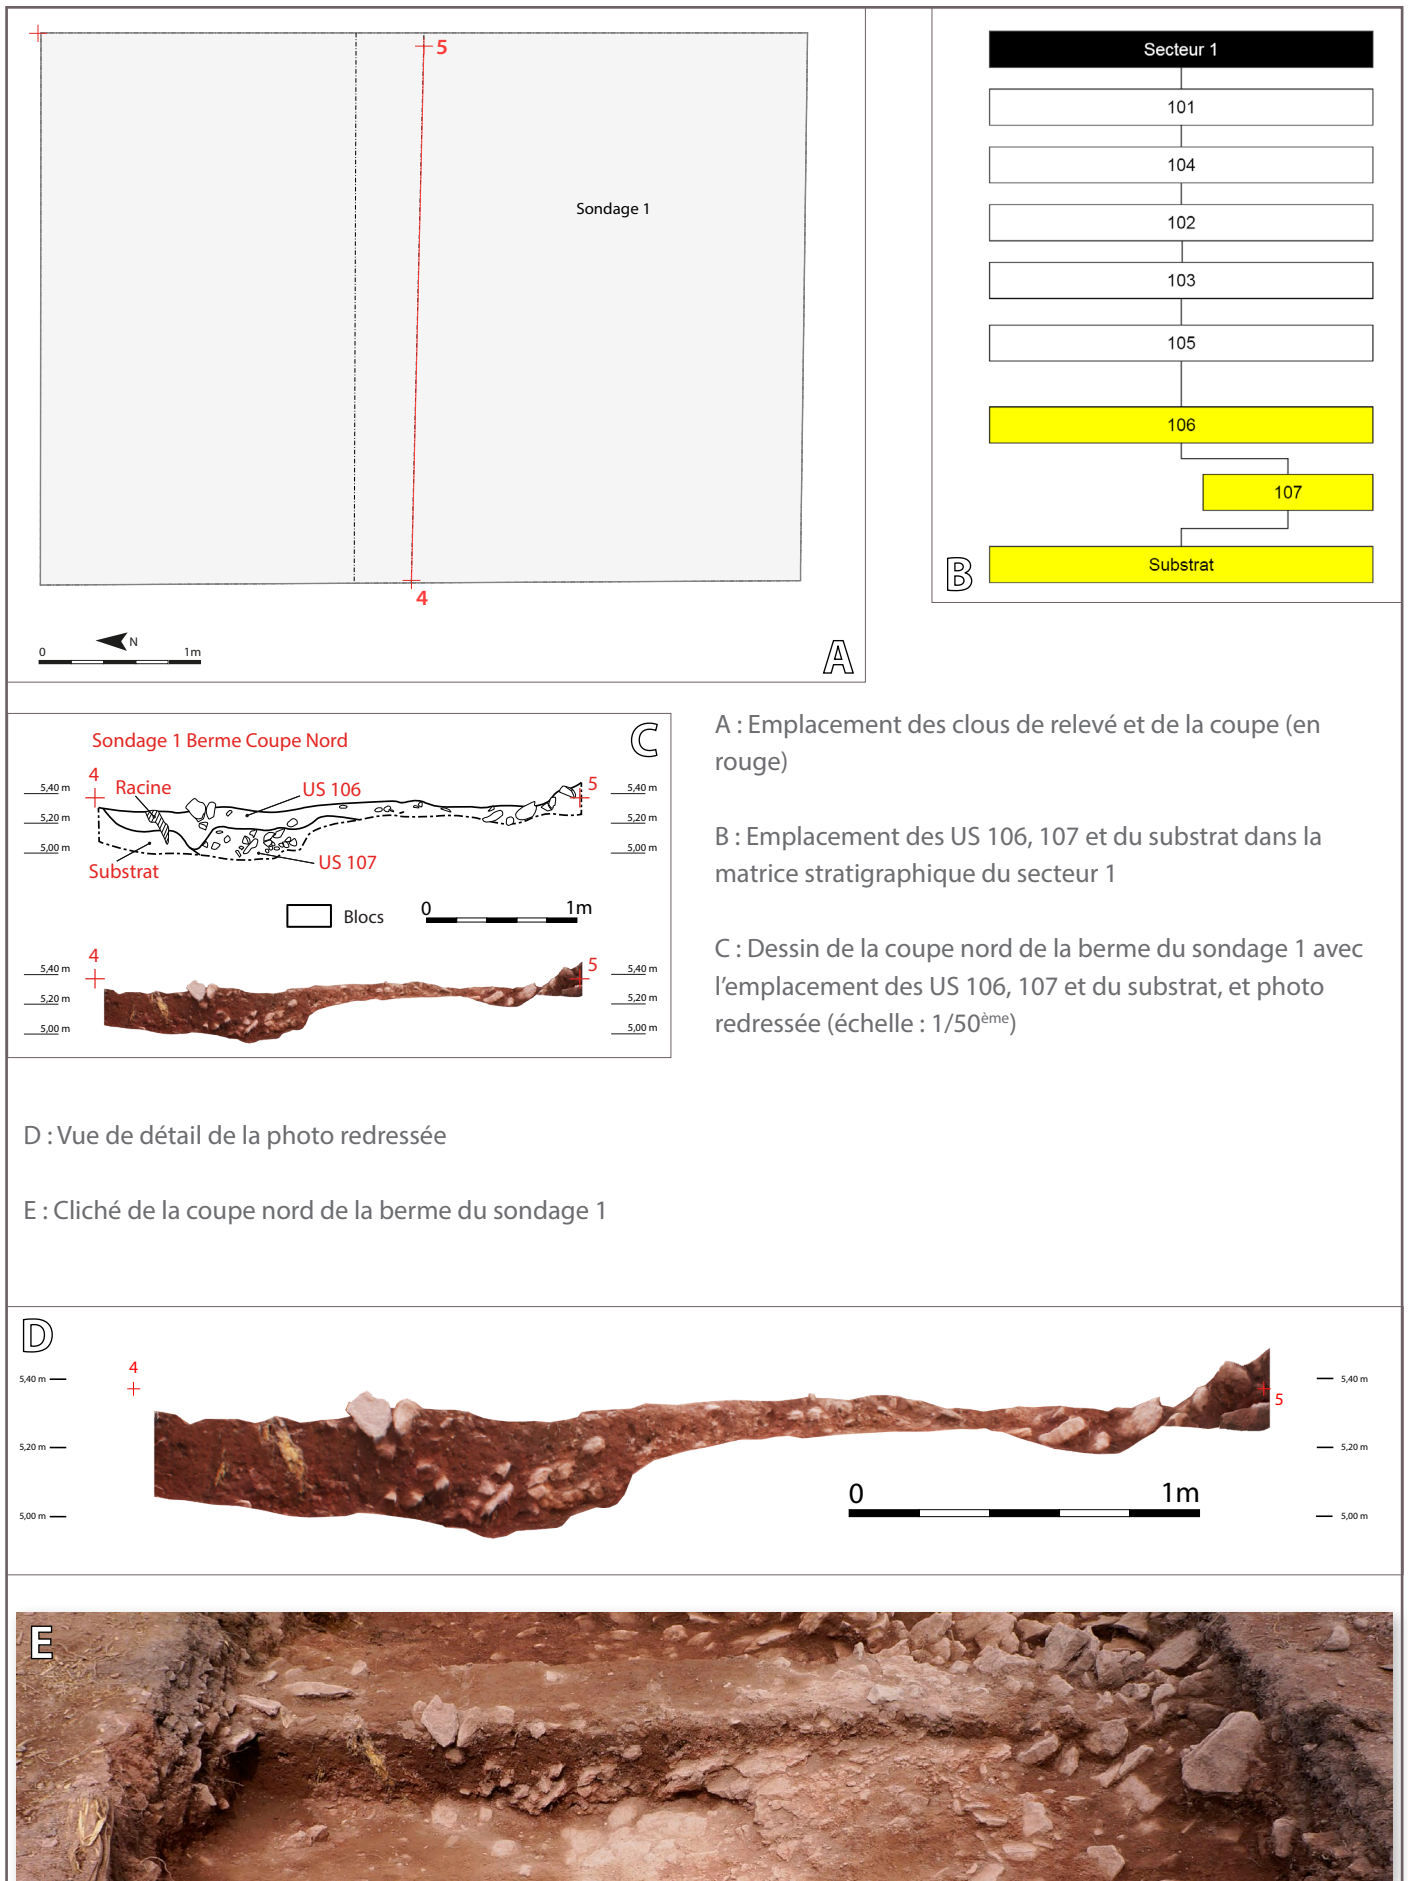 5
Sondage 1
4
N
0 1m
A
Secteur 1
101
104
102
103
105
106
107
Substrat
B
Sondage 1 Berme Coupe Nord
C
4
5
5,40 m
5,20 m
5,00 m
Racine
US 106
US 107
Substrat
5,40 m
5,20 m
5,00 m
Blocs
0 1m
4
5
5,40 m
5,20 m
5,00 m
5,40 m
5,20 m
5,00 m
A : Emplacement des clous de relevé et de la coupe (en
rouge)
B : Emplacement des US 106, 107 et du substrat dans la
matrice stratigraphique du secteur 1
C : Dessin de la coupe nord de la berme du sondage 1 avec
l'emplacement des US 106, 107 et du substrat, et photo
redressée (échelle : 1/50ème)
D : Vue de détail de la photo redressée
E : Cliché de la coupe nord de la berme du sondage 1
D
4
5
5,40 m
5,20 m
5,00 m
5,40 m
5,20 m
5,00 m
0 1m
E